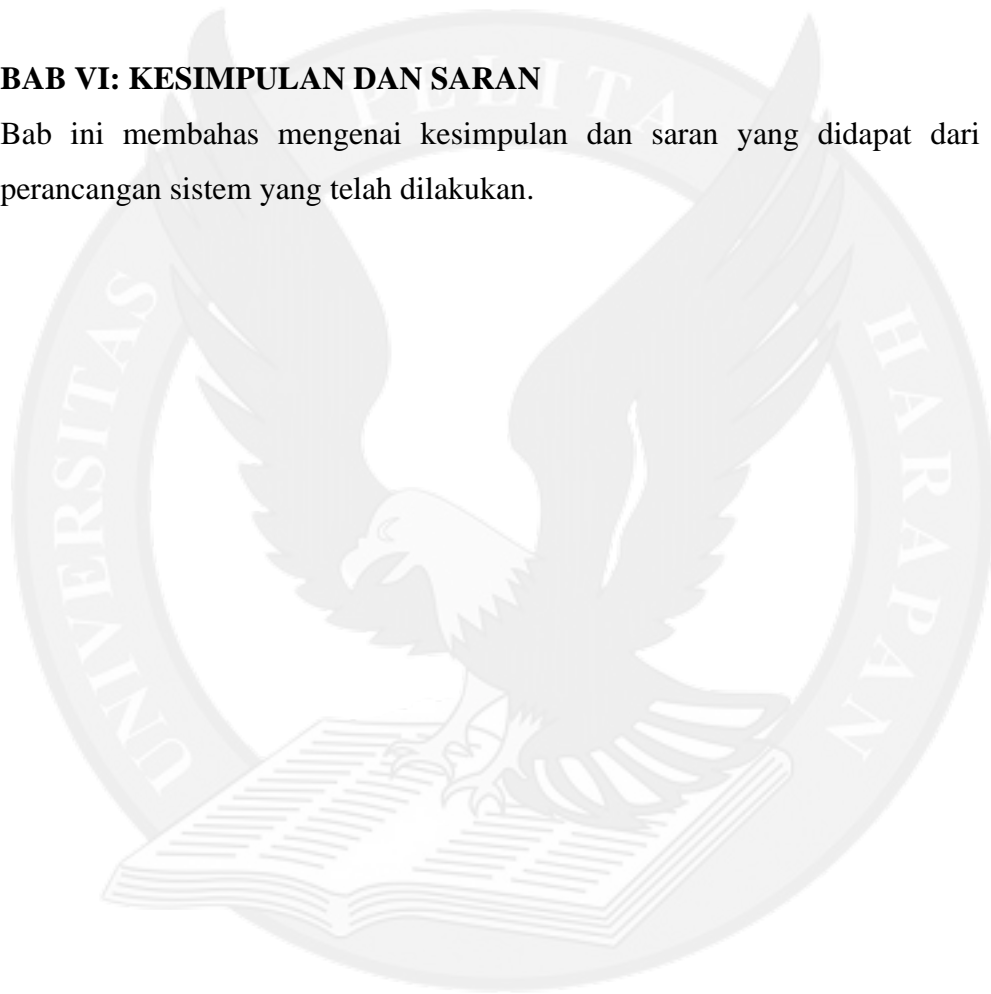 BAB VI: KESIMPULAN DAN SARAN
Bab ini membahas mengenai kesimpulan dan saran yang didapat dari
perancangan sistem yang telah dilakukan.
UNIVERSITAS PELITA HARAPAN